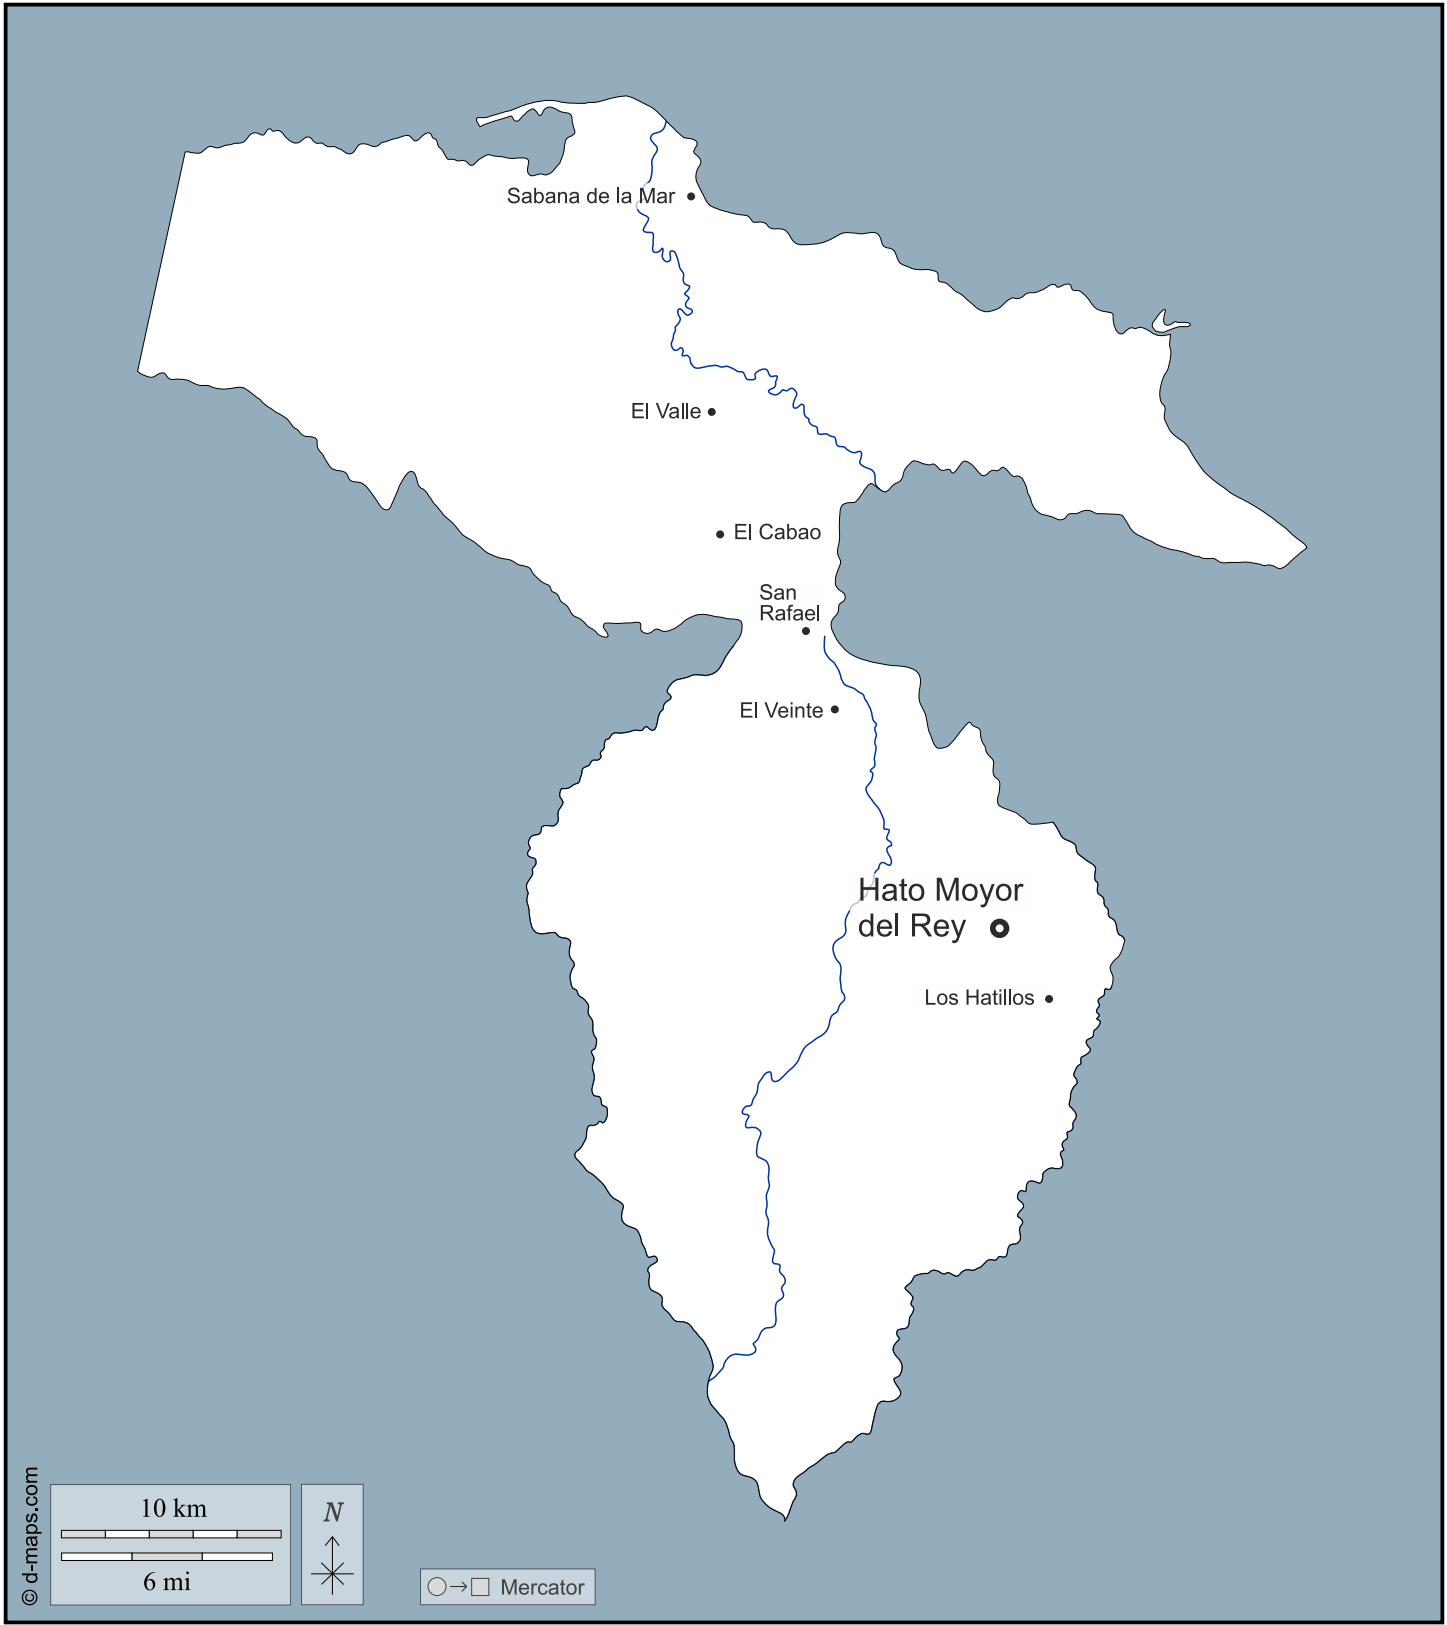 Sabana de la Mar
El Valle
El Cabao
San
Rafael
El Veinte
Hato Moyor
del Rey
Los Hatillos
© d-maps.com
10 km
6 mi
N
Mercator